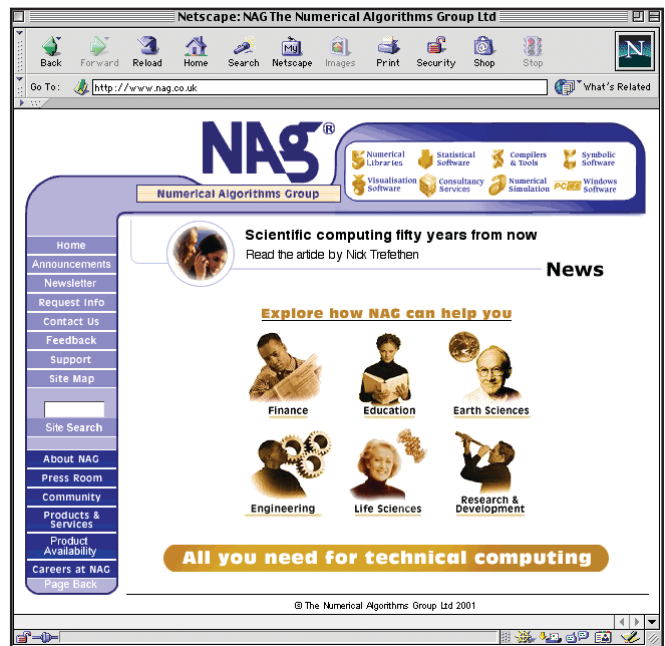 Netscape: NAG The Numerical Algorithms Group Ltd
Back Forward Reload Home Search Netscape Images Print Security Shop Stop
My
N
Go To: http://www.nag.co.uk What's Related
NAG®
Numerical Algorithms Group
Numerical Libraries
Statistical Software
Compilers & Tools
Symbolic Software
Visualisation Software
Consultancy Services
Numerical Simulation
Windows Software
Home
Announcements
Newsletter
Request Info
Contact Us
Feedback
Support
Site Map
Site Search
About NAG
Press Room
Community
Products &
Services
Product
Availability
Careers at NAG
Page Back
Scientific computing fifty years from now
Read the article by Nick Trefethen
News
Explore how NAG can help you
Finance
Education
Earth Sciences
Engineering
Life Sciences
Research &
Development
All you need for technical computing
© The Numerical Algorithms Group Ltd 2001